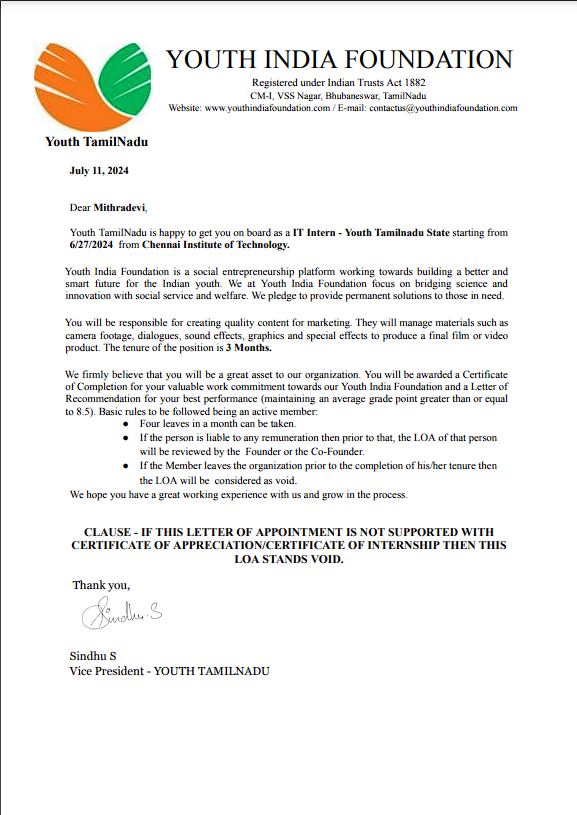 YOUTH INDIA FOUNDATION
Registered under Indian Trusts Act 1882
CM-I, VSS Nagar, Bhubaneswar, TamilNadu
Website: www.youthindiafoundation.com / E-mail: contactus@youthindiafoundation.com
Youth TamilNadu
July 11, 2024
Dear Mithradevi,
Youth TamilNadu is happy to get you on board as a IT Intern - Youth Tamilnadu State starting from
6/27/2024 from Chennai Institute of Technology.
Youth India Foundation is a social entrepreneurship platform working towards building a better and
smart future for the Indian youth. We at Youth India Foundation focus on bridging science and
innovation with social service and welfare. We pledge to provide permanent solutions to those in need.
You will be responsible for creating quality content for marketing. They will manage materials such as
camera footage, dialogues, sound effects, graphics and special effects to produce a final film or video
product. The tenure of the position is 3 Months.
We firmly believe that you will be a great asset to our organization. You will be awarded a Certificate
of Completion for your valuable work commitment towards our Youth India Foundation and a Letter of
Recommendation for your best performance (maintaining an average grade point greater than or equal
to 8.5). Basic rules to be followed being an active member:
● Four leaves in a month can be taken.
● If the person is liable to any remuneration then prior to that, the LOA of that person
will be reviewed by the Founder or the Co-Founder.
● If the Member leaves the organization prior to the completion of his/her tenure then
the LOA will be considered as void.
We hope you have a great working experience with us and grow in the process.
CLAUSE - IF THIS LETTER OF APPOINTMENT IS NOT SUPPORTED WITH
CERTIFICATE OF APPRECIATION/CERTIFICATE OF INTERNSHIP THEN THIS
LOA STANDS VOID.
Thank you,
Sindhu.S
Sindhu S
Vice President - YOUTH TAMILNADU